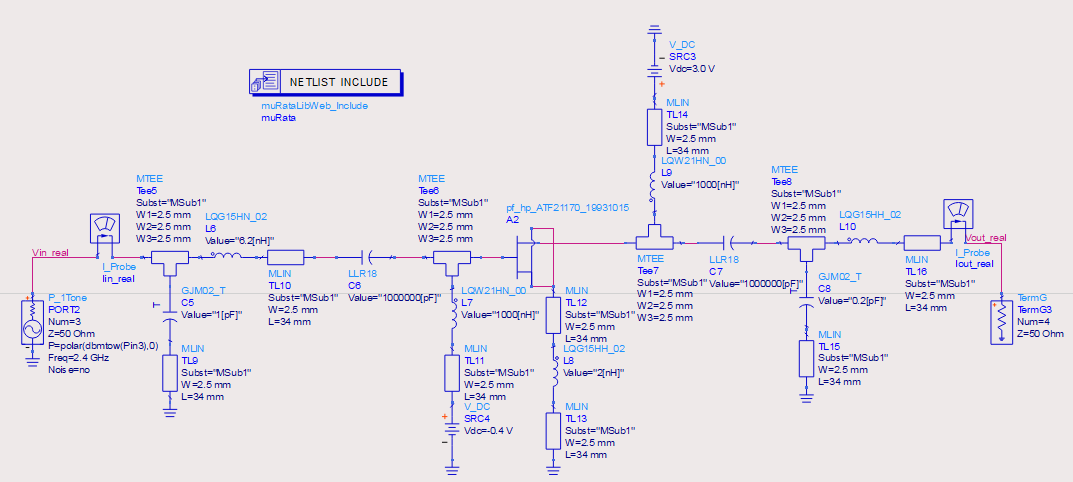 V_DC
SRC3
Vdc=3.0 V
NETLIST INCLUDE
muRataLibWeb_Include
muRata
MLIN
TL14
Subst="MSub1"
W=2.5 mm
L=34 mm
LQW21HN_00
L9
Value="1000[nH]"
MTEE
Tee5
Subst="MSub1"
W1=2.5 mm
W2=2.5 mm
W3=2.5 mm
LQG15HN_02
L6
Value="6.2[nH]"
MTEE
Tee6
Subst="MSub1"
W1=2.5 mm
W2=2.5 mm
W3=2.5 mm
pf_hp_ATF21170_19931015
A2
MTEE
Tee8
Subst="MSub1"
W1=2.5 mm
W2=2.5 mm
W3=2.5 mm
LQG15HH_02
L10
Vin_real
I_Probe
Iin_real
MLIN
TL10
Subst="MSub1"
W=2.5 mm
L=34 mm
LLR18
C6
Value="1000000[pF]"
MTEE
Tee7
Subst="MSub1"
W1=2.5 mm
W2=2.5 mm
W3=2.5 mm
LLR18
C7
Value="1000000[pF]"
MLIN
TL16
Subst="MSub1"
W=2.5 mm
L=34 mm
Vout_real
I_Probe
Iout_real
P_1Tone
PORT2
Num=3
Z=50 Ohm
P=polar(dbmtow(Pin3),0)
Freq=2.4 GHz
Noise=no
GJM02_T
C5
Value="1[pF]"
MLIN
TL9
Subst="MSub1"
W=2.5 mm
L=34 mm
LQW21HN_00
L7
Value="1000[nH]"
MLIN
TL11
Subst="MSub1"
W=2.5 mm
L=34 mm
V_DC
SRC4
Vdc=-0.4 V
MLIN
TL12
Subst="MSub1"
W=2.5 mm
L=34 mm
LQG15HH_02
L8
Value="2[nH]"
MLIN
TL13
Subst="MSub1"
W=2.5 mm
L=34 mm
GJM02_T
C8
Value="0.2[pF]"
MLIN
TL15
Subst="MSub1"
W=2.5 mm
L=34 mm
TermG
TermG3
Num=4
Z=50 Ohm